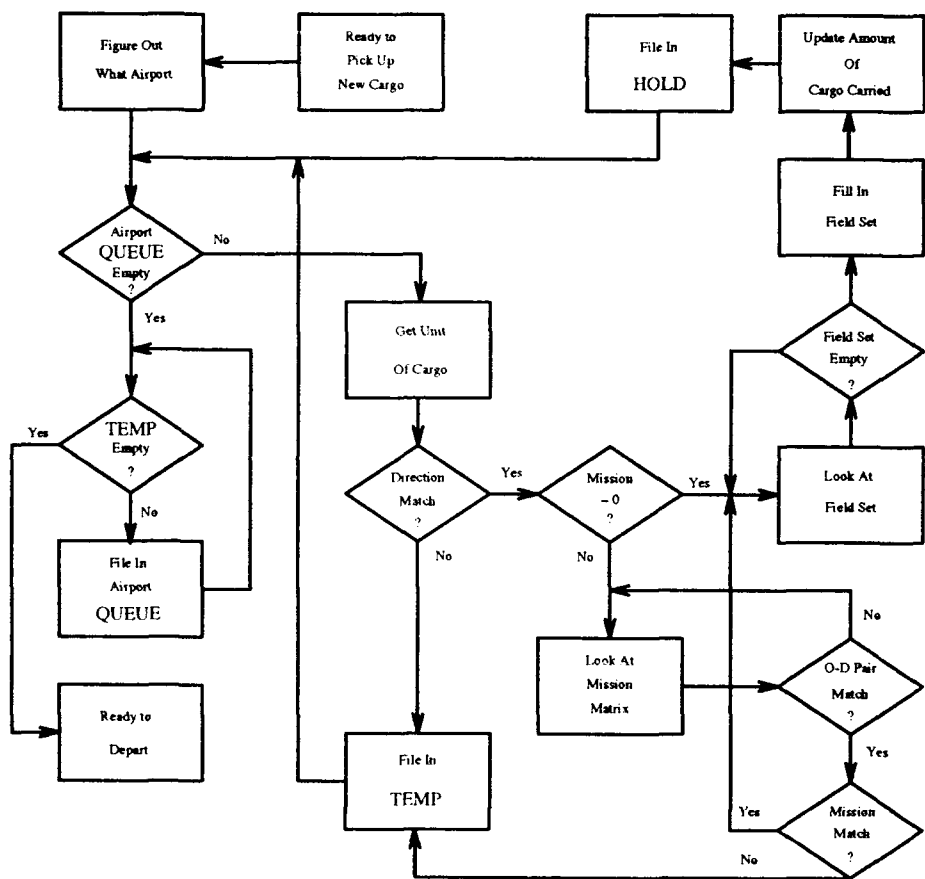 Figure Out
What Airport
Ready to
Pick Up
New Cargo
File In
HOLD
Update Amount
Of
Cargo Carried
Fill In
Field Set
Airport
QUEUE
Empty
?
No
Yes
Get Unit
Of Cargo
Field Set
Empty
?
TEMP
Empty
?
Yes
No
Direction
Match
?
Yes
No
Mission
= 0
?
Yes
No
Look At
Field Set
File In
Airport
QUEUE
Look At
Mission
Matrix
No
O-D Pair
Match
?
Yes
Ready to
Depart
File In
TEMP
Yes
Mission
Match
?
No